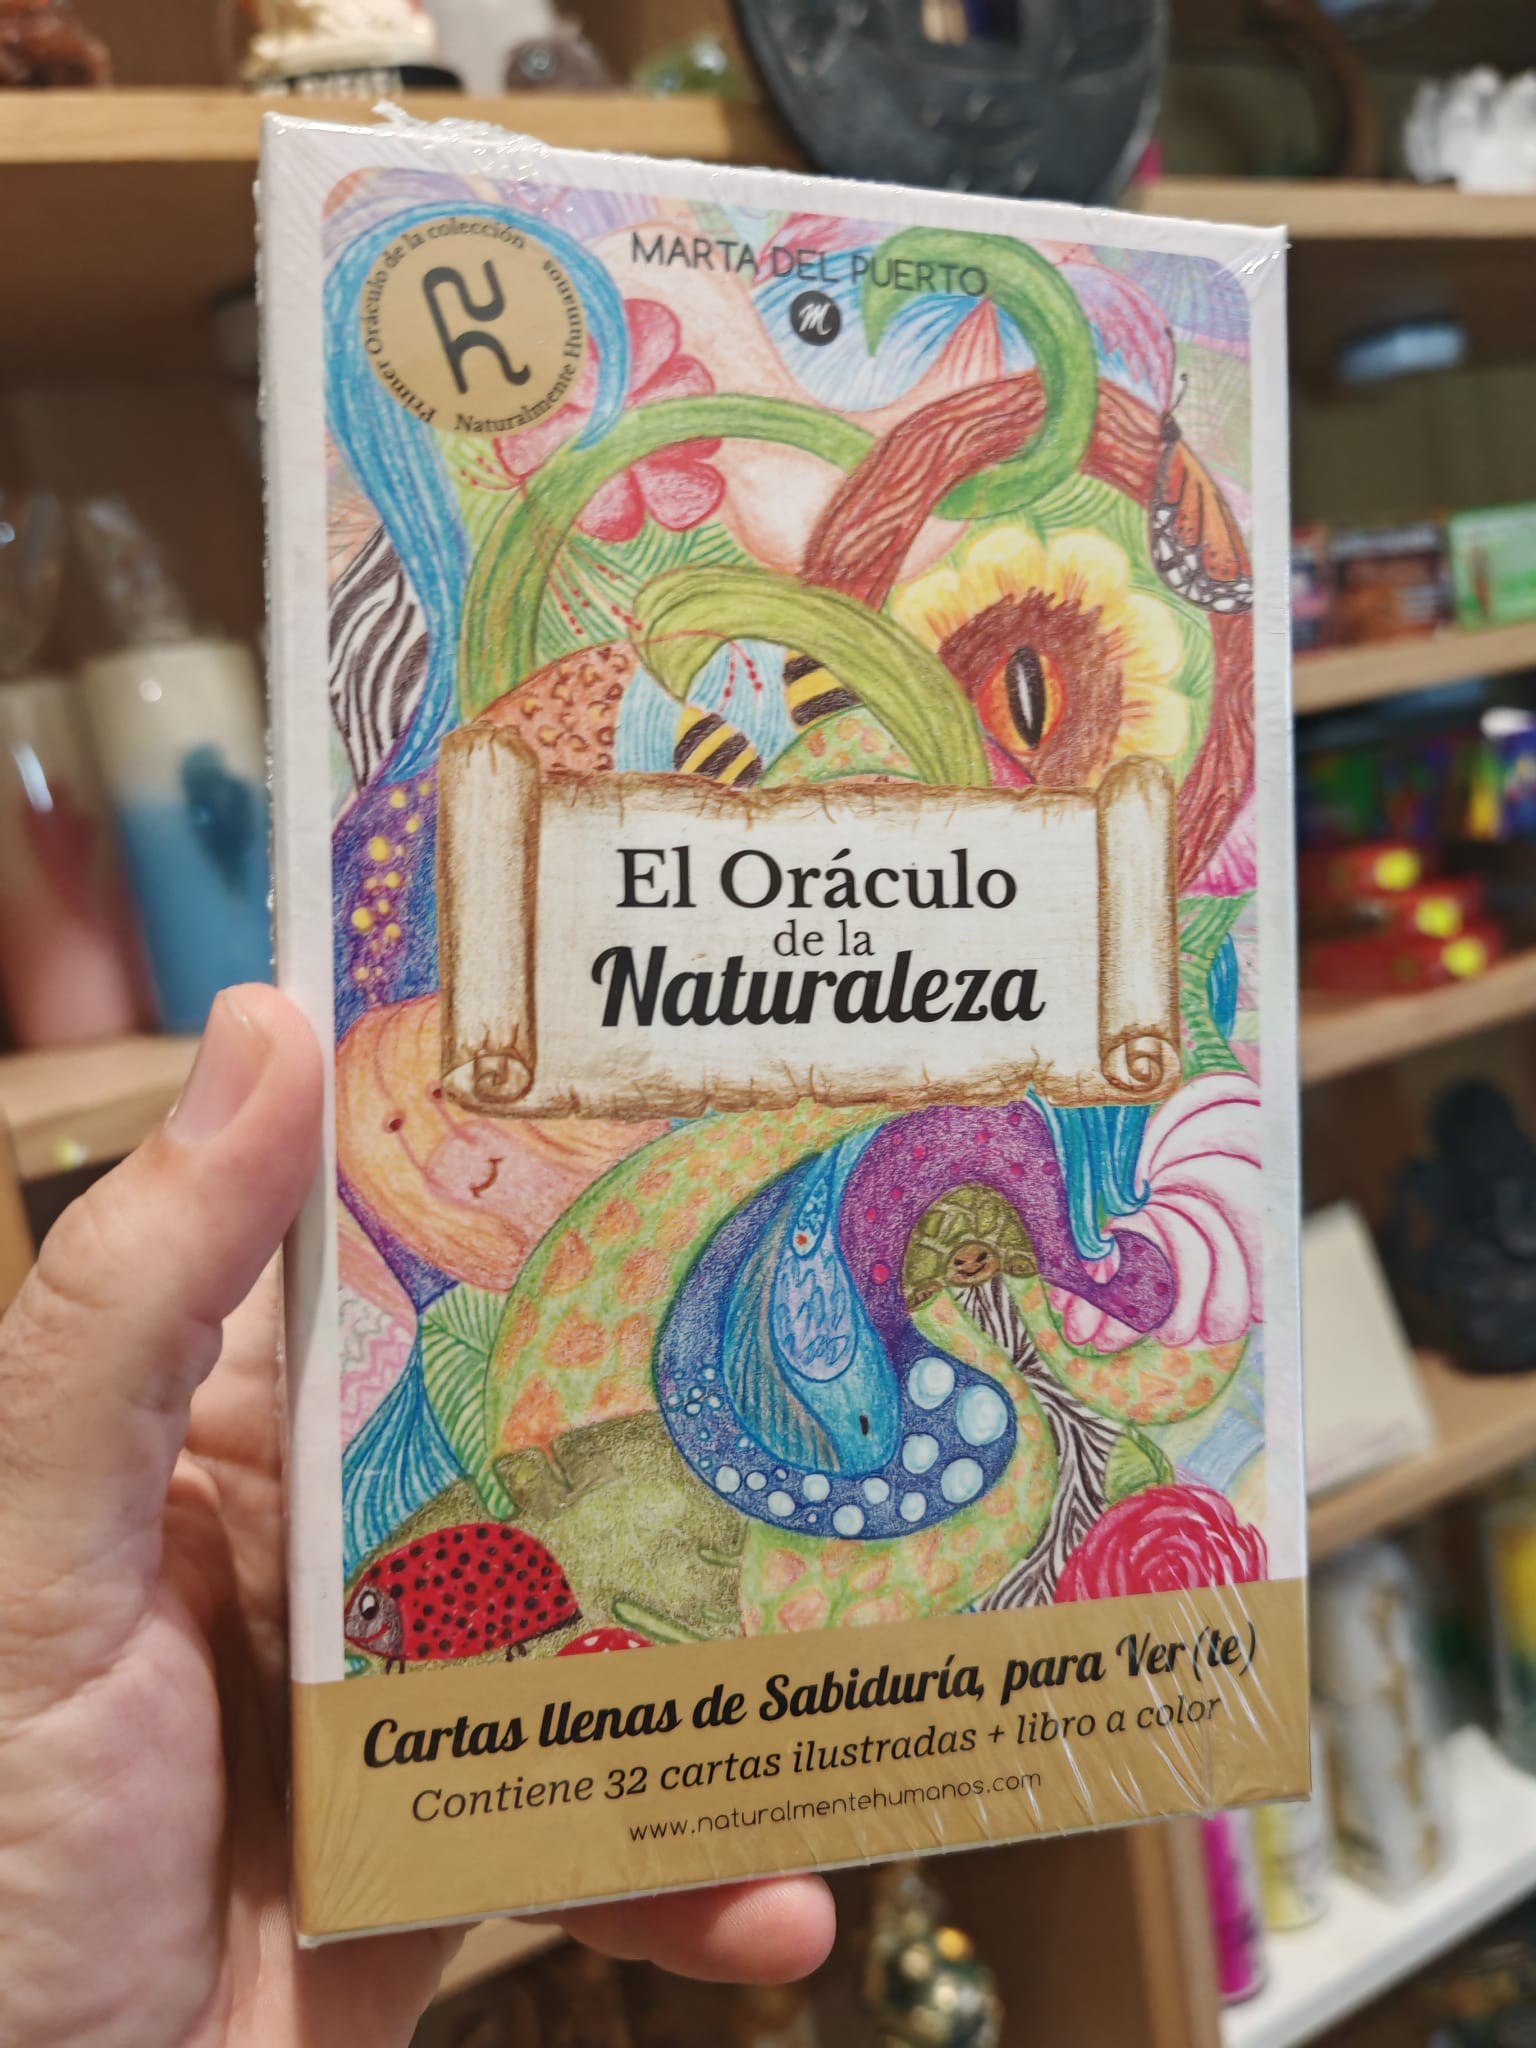 Primer Oráculo de la colección
Naturalmente Humanos
MARTA DEL PUERTO
M
El Oráculo
de la
Naturaleza
Cartas llenas de Sabiduría, para Ver(te)
Contiene 32 cartas ilustradas + libro a color
www.naturalmentehumanos.com